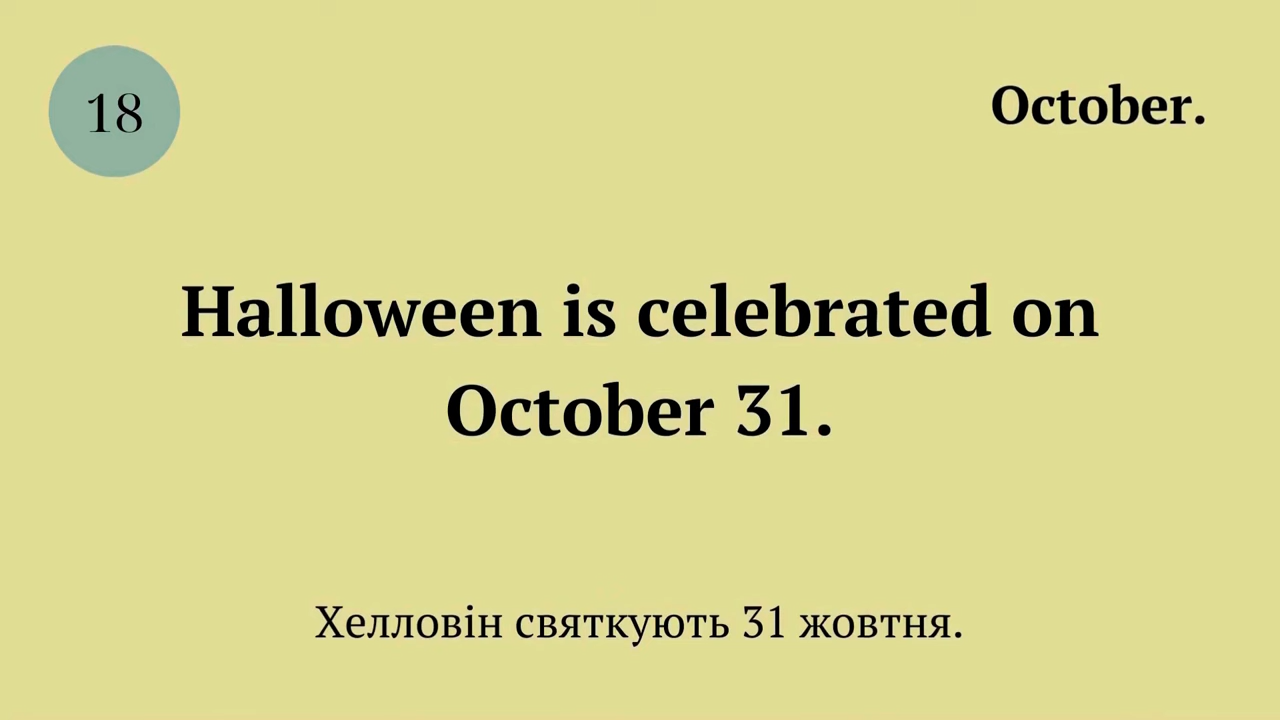 18
October.
Halloween is celebrated on
October 31.
Хелловін святкують 31 жовтня.